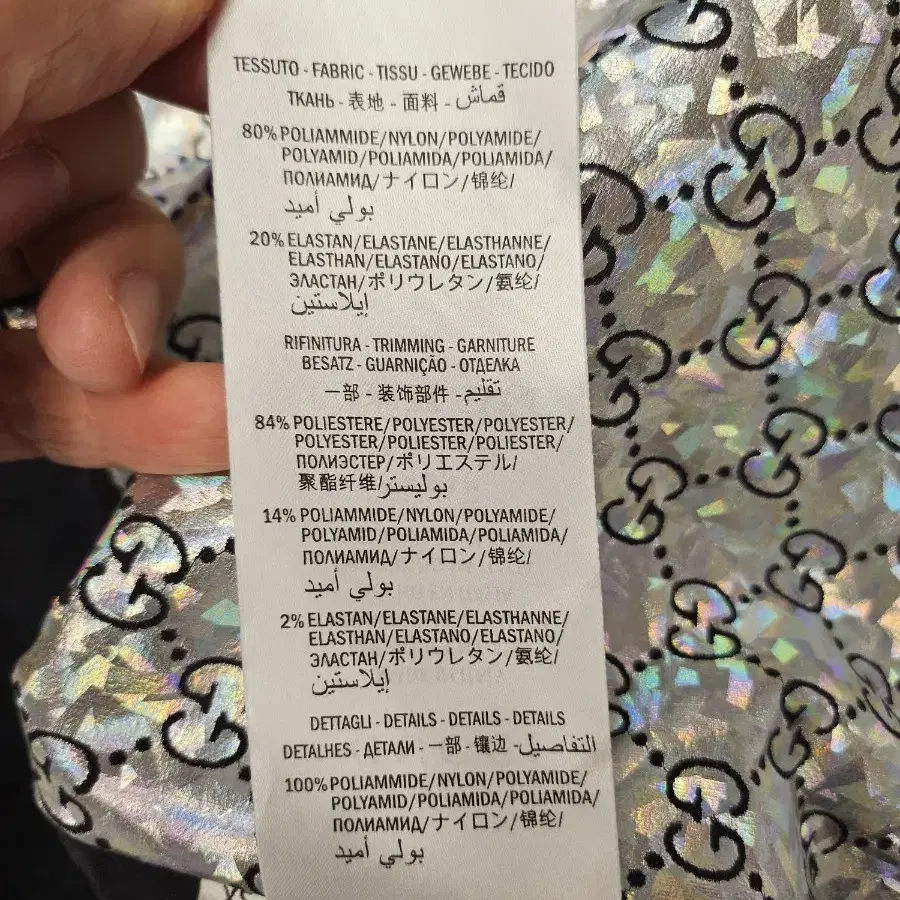 TESSUTO - FABRIC - TISSU - GEWEBE - TECIDO
ТКАНЬ - 表地 - 面料 - قماش
80% POLIAMMIDE/NYLON/POLYAMIDE/
POLYAMID/POLIAMIDA/POLIAMIDA/
ПОЛИАМИД/ナイロン/锦纶/
بولي أميد
20% ELASTAN/ELASTANE/ELASTHANNE/
ELASTHAN/ELASTANO/ELASTANO/
ЭЛАСТАН/ポリウレタン/氨纶/
إيلاستين
RIFINITURA - TRIMMING - GARNITURE
BESATZ - GUARNIÇÃO - ОТДЕЛКА
一部 - 装饰部件 - تقليم
84% POLIESTERE/POLYESTER/POLYESTER/
POLYESTER/POLIESTER/POLIESTER/
ПОЛИЭСТЕР/ポリエステル/
聚酯纤维/بوليستر
14% POLIAMMIDE/NYLON/POLYAMIDE/
POLYAMID/POLIAMIDA/POLIAMIDA/
ПОЛИАМИД/ナイロン/锦纶/
بولي أميد
2% ELASTAN/ELASTANE/ELASTHANNE/
ELASTHAN/ELASTANO/ELASTANO/
ЭЛАСТАН/ポリウレタン/氨纶/
إيلاستين
DETTAGLI - DETAILS - DETAILS - DETAILS
DETALHES - ДЕТАЛИ - 一部 - 镶边 - التفاصيل
100% POLIAMMIDE/NYLON/POLYAMIDE/
POLYAMID/POLIAMIDA/POLIAMIDA/
ПОЛИАМИД/ナイロン/锦纶/
بولي أميد